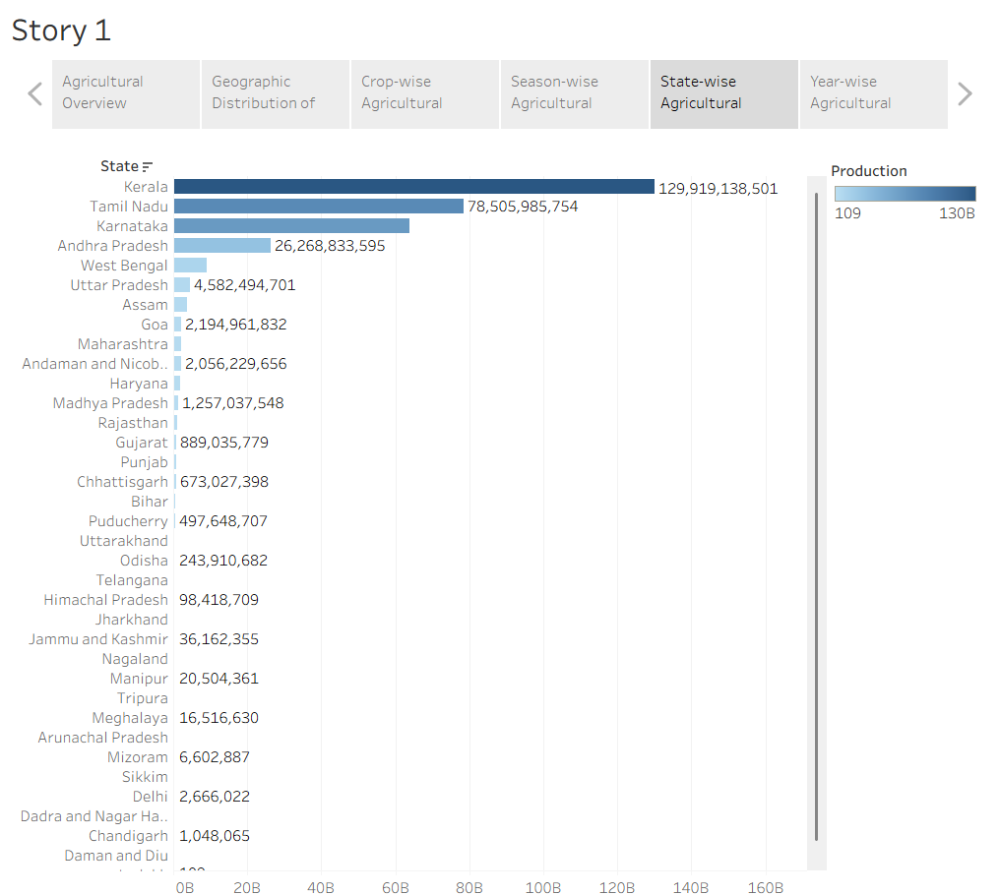 Story 1
Agricultural Overview
Geographic Distribution of
Crop-wise Agricultural
Season-wise Agricultural
State-wise Agricultural
Year-wise Agricultural
State
Production
109
130B
Kerala 129,919,138,501
Tamil Nadu 78,505,985,754
Karnataka
Andhra Pradesh 26,268,833,595
West Bengal
Uttar Pradesh 4,582,494,701
Assam
Goa 2,194,961,832
Maharashtra
Andaman and Nicob..  2,056,229,656
Haryana
Madhya Pradesh 1,257,037,548
Rajasthan
Gujarat 889,035,779
Punjab
Chhattisgarh 673,027,398
Bihar
Puducherry 497,648,707
Uttarakhand
Odisha 243,910,682
Telangana
Himachal Pradesh 98,418,709
Jharkhand
Jammu and Kashmir 36,162,355
Nagaland
Manipur 20,504,361
Tripura
Meghalaya 16,516,630
Arunachal Pradesh
Mizoram 6,602,887
Sikkim
Delhi 2,666,022
Dadra and Nagar Ha..
Chandigarh 1,048,065
Daman and Diu
0B 20B 40B 60B 80B 100B 120B 140B 160B